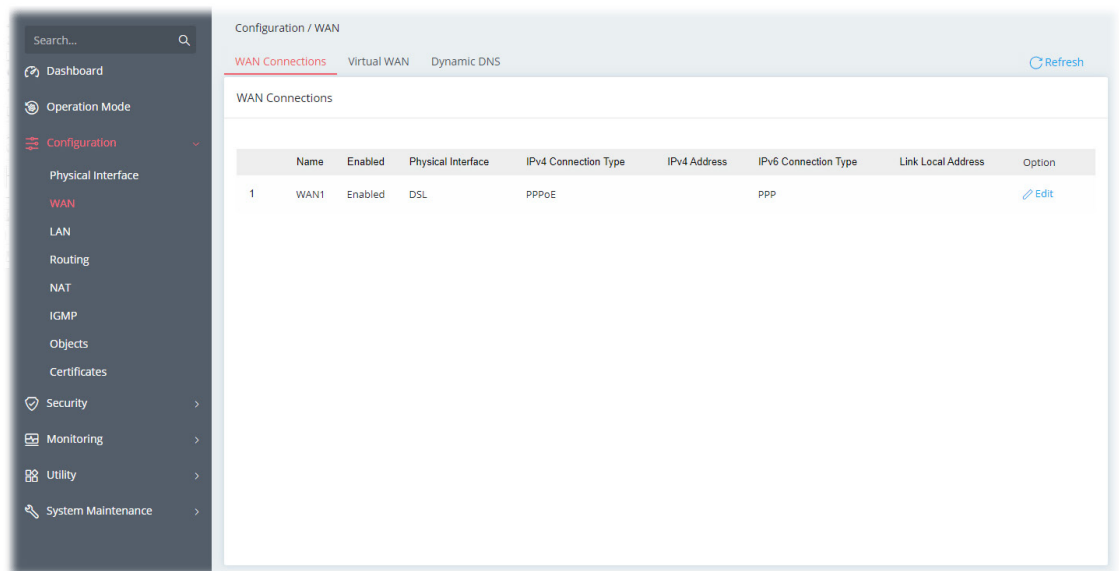 Search...
Dashboard
Operation Mode
Configuration
Physical Interface
WAN
LAN
Routing
NAT
IGMP
Objects
Certificates
Security
Monitoring
Utility
System Maintenance
Configuration / WAN
WAN Connections Virtual WAN Dynamic DNS Refresh
WAN Connections
Name Enabled Physical Interface IPv4 Connection Type IPv4 Address IPv6 Connection Type Link Local Address Option
1 WAN1 Enabled DSL PPPoE PPP Edit